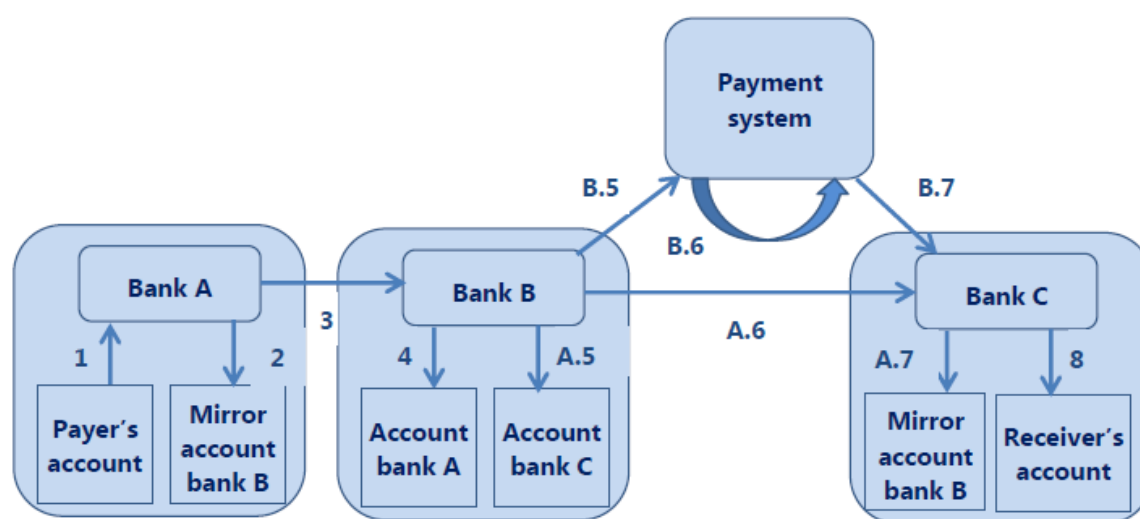 Payment
system
B.5
B.7
B.6
Bank A
Bank B
Bank C
3
A.6
1
2
4
A.5
A.7
8
Payer's
account
Mirror
account
bank B
Account
bank A
Account
bank C
Mirror
account
bank B
Receiver's
account